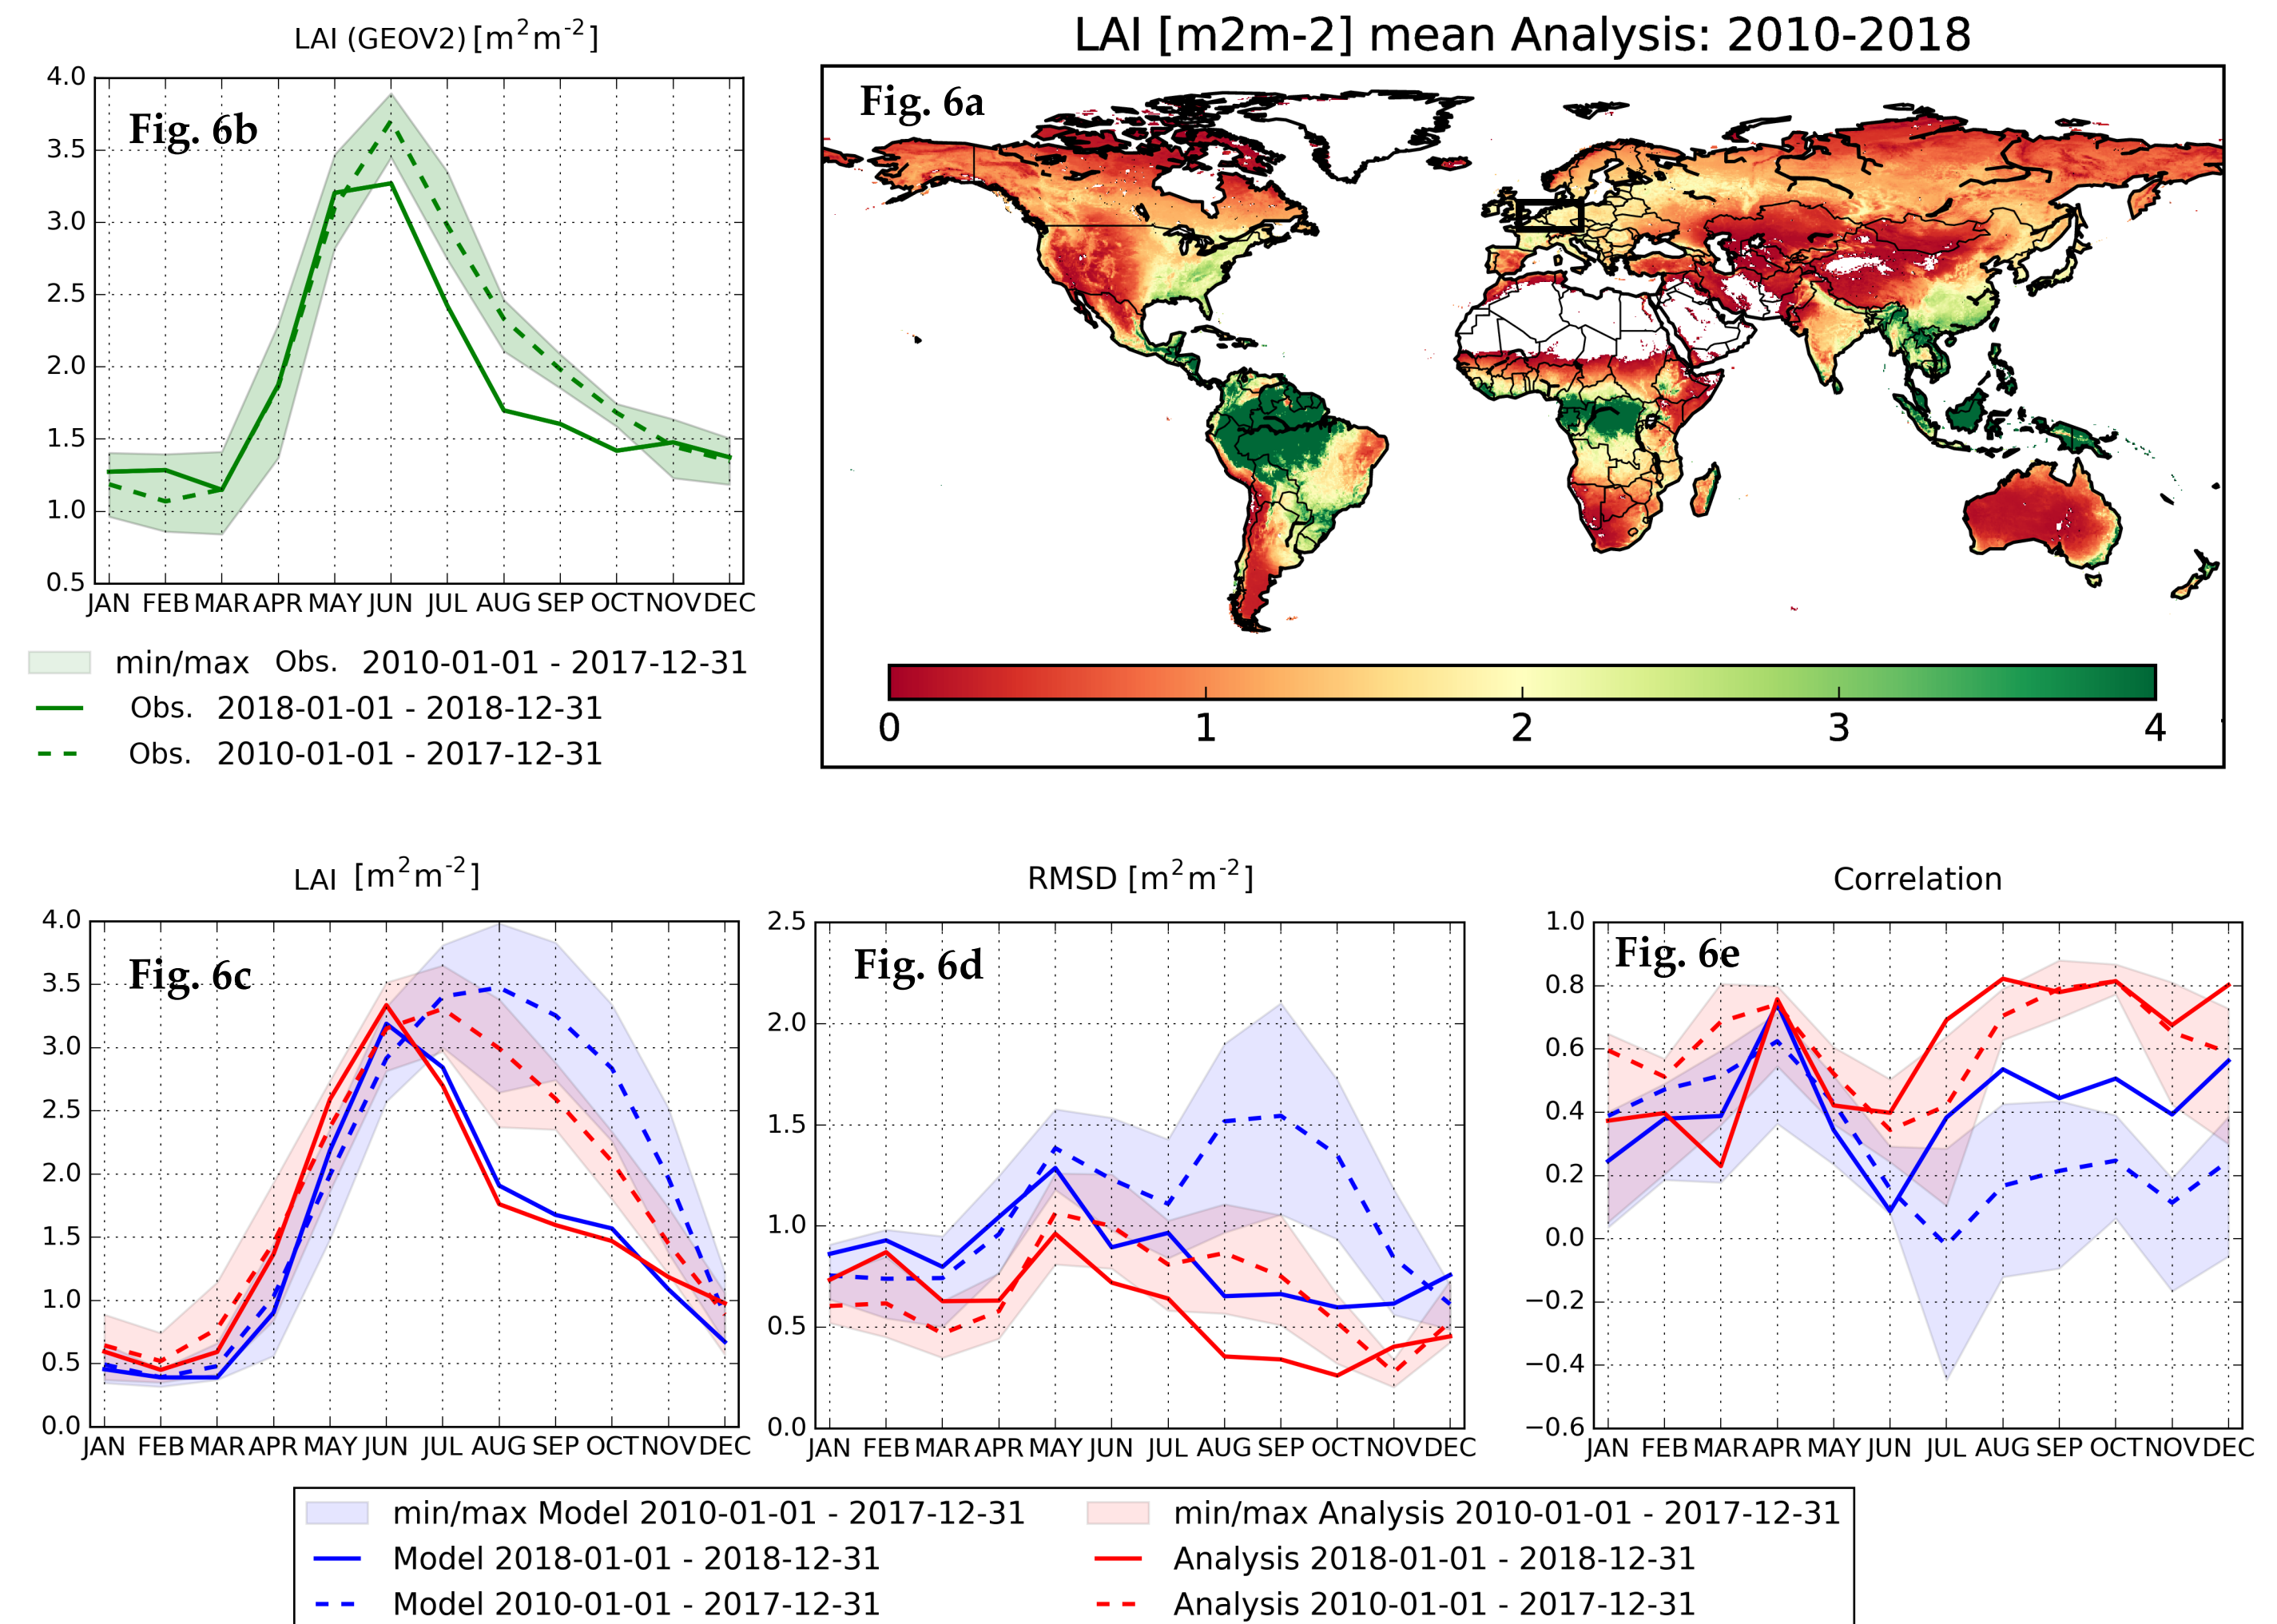 LAI (GEOV2) [m2m-2]
4.0
3.5
3.0
2.5
2.0
1.5
1.0
0.5
Fig. 6b
JAN FEB MAR APR MAY JUN JUL AUG SEP OCT NOV DEC
min/max Obs. 2010-01-01 - 2017-12-31
Obs. 2018-01-01 - 2018-12-31
Obs. 2010-01-01 - 2017-12-31
LAI [m2m-2] mean Analysis: 2010-2018
Fig. 6a
0 1 2 3 4
LAI [m2m-2]
4.0
3.5
3.0
2.5
2.0
1.5
1.0
0.5
0.0
Fig. 6c
JAN FEB MAR APR MAY JUN JUL AUG SEP OCT NOV DEC
RMSD [m2m-2]
2.5
2.0
1.5
1.0
0.5
0.0
Fig. 6d
JAN FEB MAR APR MAY JUN JUL AUG SEP OCT NOV DEC
Correlation
1.0
0.8
0.6
0.4
0.2
0.0
−0.2
−0.4
−0.6
Fig. 6e
JAN FEB MAR APR MAY JUN JUL AUG SEP OCT NOV DEC
min/max Model 2010-01-01 - 2017-12-31
Model 2018-01-01 - 2018-12-31
Model 2010-01-01 - 2017-12-31
min/max Analysis 2010-01-01 - 2017-12-31
Analysis 2018-01-01 - 2018-12-31
Analysis 2010-01-01 - 2017-12-31